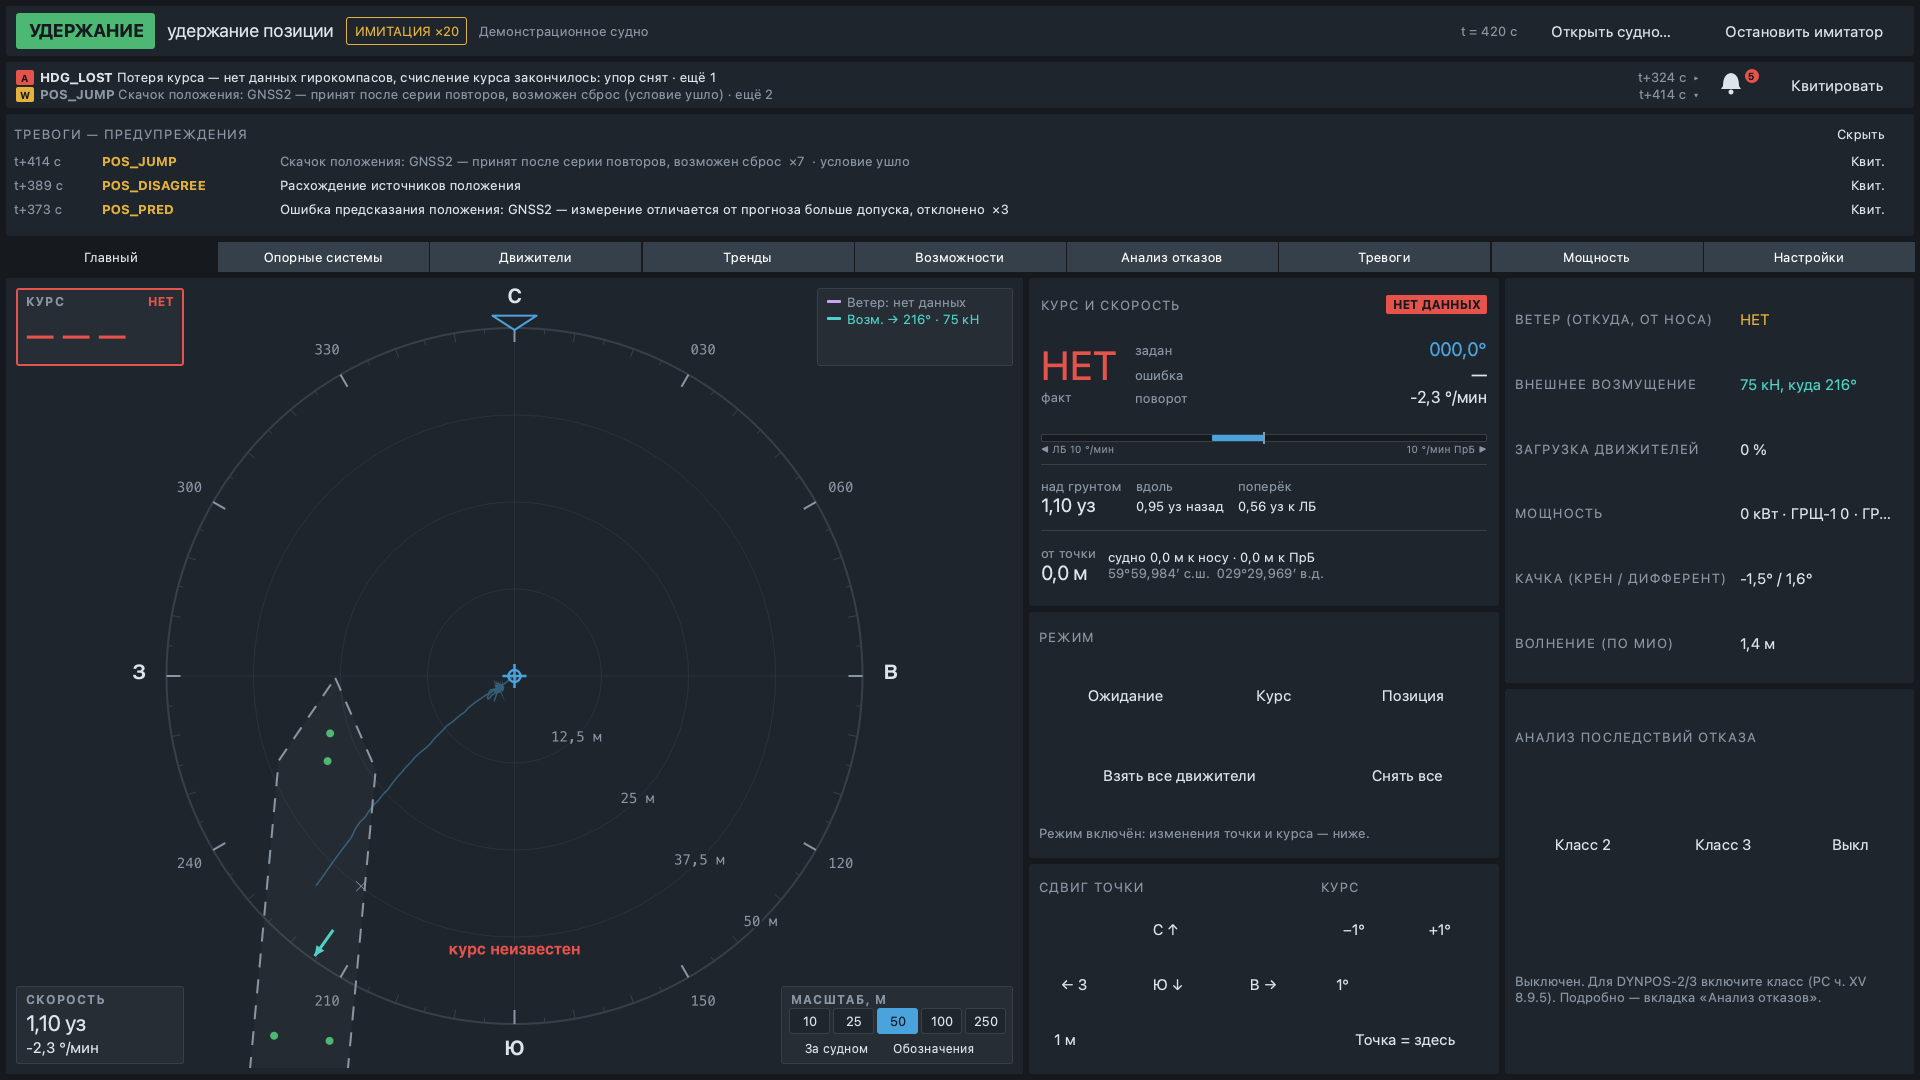 УДЕРЖАНИЕ удержание позиции ИМИТАЦИЯ ×20 Демонстрационное судно t = 420 с Открыть судно... Остановить имитатор
A HDG_LOST Потеря курса — нет данных гирокомпасов, счисление курса закончилось: упор снят · ещё 1 t+324 с
W POS_JUMP Скачок положения: GNSS2 — принят после серии повторов, возможен сброс (условие ушло) · ещё 2 t+414 с
5 Квитировать
ТРЕВОГИ — ПРЕДУПРЕЖДЕНИЯ Скрыть
t+414 с POS_JUMP Скачок положения: GNSS2 — принят после серии повторов, возможен сброс ×7 · условие ушло Квит.
t+389 с POS_DISAGREE Расхождение источников положения Квит.
t+373 с POS_PRED Ошибка предсказания положения: GNSS2 — измерение отличается от прогноза больше допуска, отклонено ×3 Квит.
Главный Опорные системы Движители Тренды Возможности Анализ отказов Тревоги Мощность Настройки
КУРС НЕТ
— — —
С
Ветер: нет данных
Возм. → 216° · 75 кН
330 030
300 060
З В
12,5 м
25 м
37,5 м
240 120
50 м
курс неизвестен
210 150
Ю
СКОРОСТЬ
1,10 уз
-2,3 °/мин
МАСШТАБ, М
10 25 50 100 250
За судном Обозначения
КУРС И СКОРОСТЬ НЕТ ДАННЫХ
НЕТ
факт
задан 000,0°
ошибка —
поворот -2,3 °/мин
◄ ЛБ 10 °/мин 10 °/мин ПрБ ►
над грунтом вдоль поперёк
1,10 уз 0,95 уз назад 0,56 уз к ЛБ
от точки судно 0,0 м к носу · 0,0 м к ПрБ
0,0 м 59°59,984′ с.ш. 029°29,969′ в.д.
РЕЖИМ
Ожидание Курс Позиция
Взять все движители Снять все
Режим включён: изменения точки и курса — ниже.
СДВИГ ТОЧКИ КУРС
С ↑ −1° +1°
← З Ю ↓ В → 1°
1 м Точка = здесь
ВЕТЕР (ОТКУДА, ОТ НОСА) НЕТ
ВНЕШНЕЕ ВОЗМУЩЕНИЕ 75 кН, куда 216°
ЗАГРУЗКА ДВИЖИТЕЛЕЙ 0 %
МОЩНОСТЬ 0 кВт · ГРЩ-1 0 · ГР...
КАЧКА (КРЕН / ДИФФЕРЕНТ) -1,5° / 1,6°
ВОЛНЕНИЕ (ПО МИО) 1,4 м
АНАЛИЗ ПОСЛЕДСТВИЙ ОТКАЗА
Класс 2 Класс 3 Выкл
Выключен. Для DYNPOS-2/3 включите класс (РС ч. XV
8.9.5). Подробно — вкладка «Анализ отказов».